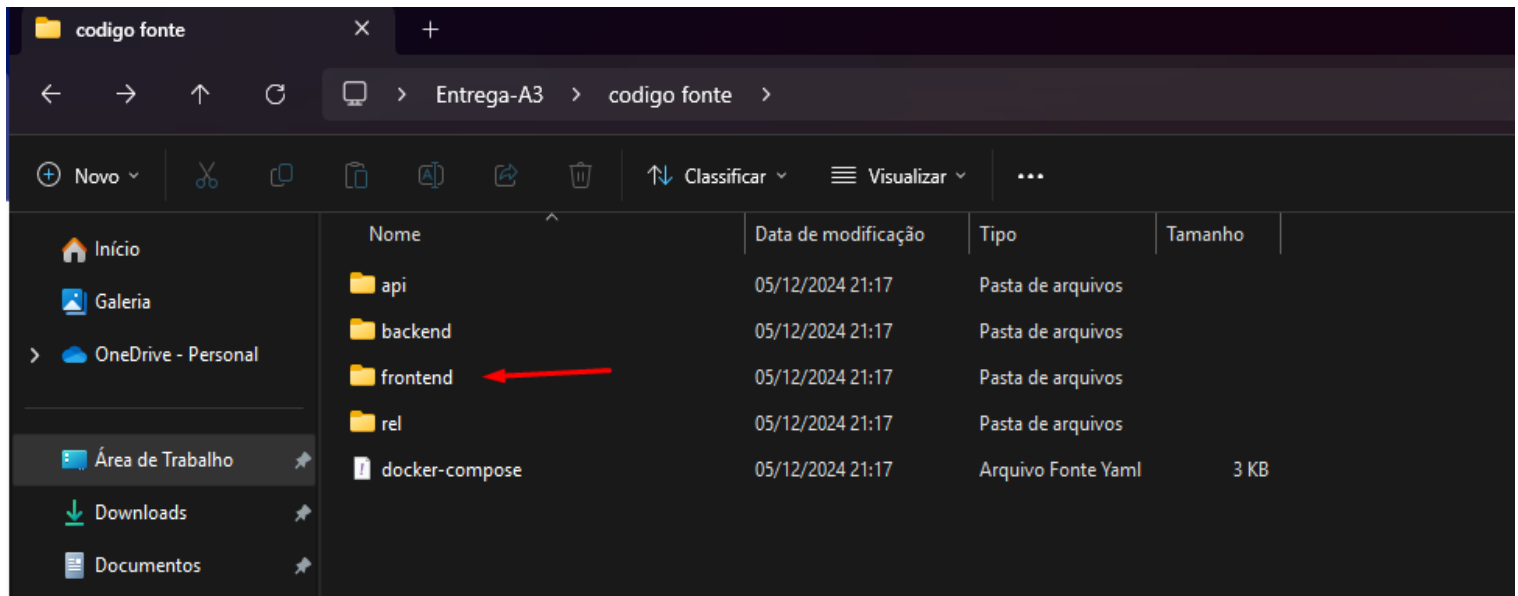 codigo fonte
Entrega-A3 > codigo fonte >
Novo Classificar Visualizar
Início
Galeria
OneDrive - Personal
Área de Trabalho
Downloads
Documentos
Nome Data de modificação Tipo Tamanho
api 05/12/2024 21:17 Pasta de arquivos
backend 05/12/2024 21:17 Pasta de arquivos
frontend 05/12/2024 21:17 Pasta de arquivos
rel 05/12/2024 21:17 Pasta de arquivos
docker-compose 05/12/2024 21:17 Arquivo Fonte Yaml 3 KB